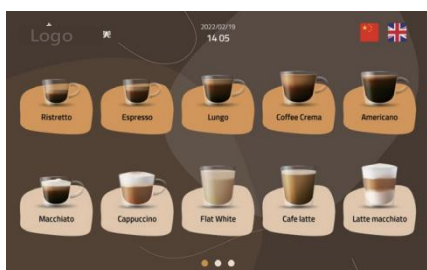 Logo
2022/02/19
14 05
Ristretto
Espresso
Lungo
Coffee Crema
Americano
Macchiato
Cappuccino
Flat White
Cafe latte
Latte macchiato